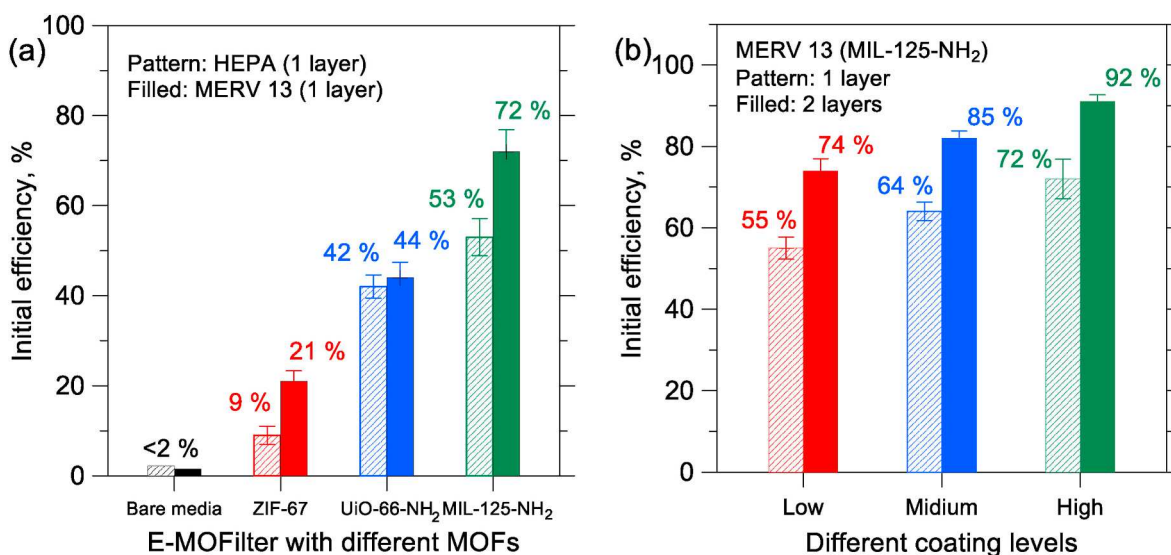 (a)
Pattern: HEPA (1 layer)
Filled: MERV 13 (1 layer)
Initial efficiency, %
100
80
60
40
20
0
<2 %
9 %
21 %
42 %
44 %
53 %
72 %
Bare media
ZIF-67
UiO-66-NH2
MIL-125-NH2
E-MOFilter with different MOFs
(b)
MERV 13 (MIL-125-NH2)
Pattern: 1 layer
Filled: 2 layers
Initial efficiency, %
100
80
60
40
20
0
55 %
74 %
64 %
85 %
72 %
92 %
Low
Midium
High
Different coating levels